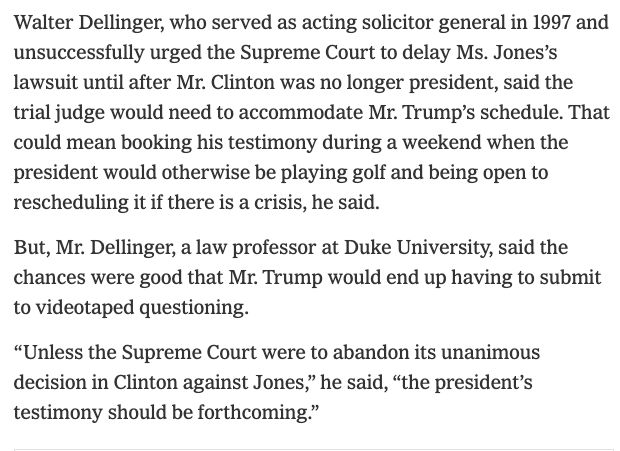 Walter Dellinger, who served as acting solicitor general in 1997 and
unsuccessfully urged the Supreme Court to delay Ms. Jones’s
lawsuit until after Mr. Clinton was no longer president, said the
trial judge would need to accommodate Mr. Trump’s schedule. That
could mean booking his testimony during a weekend when the
president would otherwise be playing golf and being open to
rescheduling it if there is a crisis, he said.
But, Mr. Dellinger, a law professor at Duke University, said the
chances were good that Mr. Trump would end up having to submit
to videotaped questioning.
“Unless the Supreme Court were to abandon its unanimous
decision in Clinton against Jones,” he said, “the president’s
testimony should be forthcoming.”